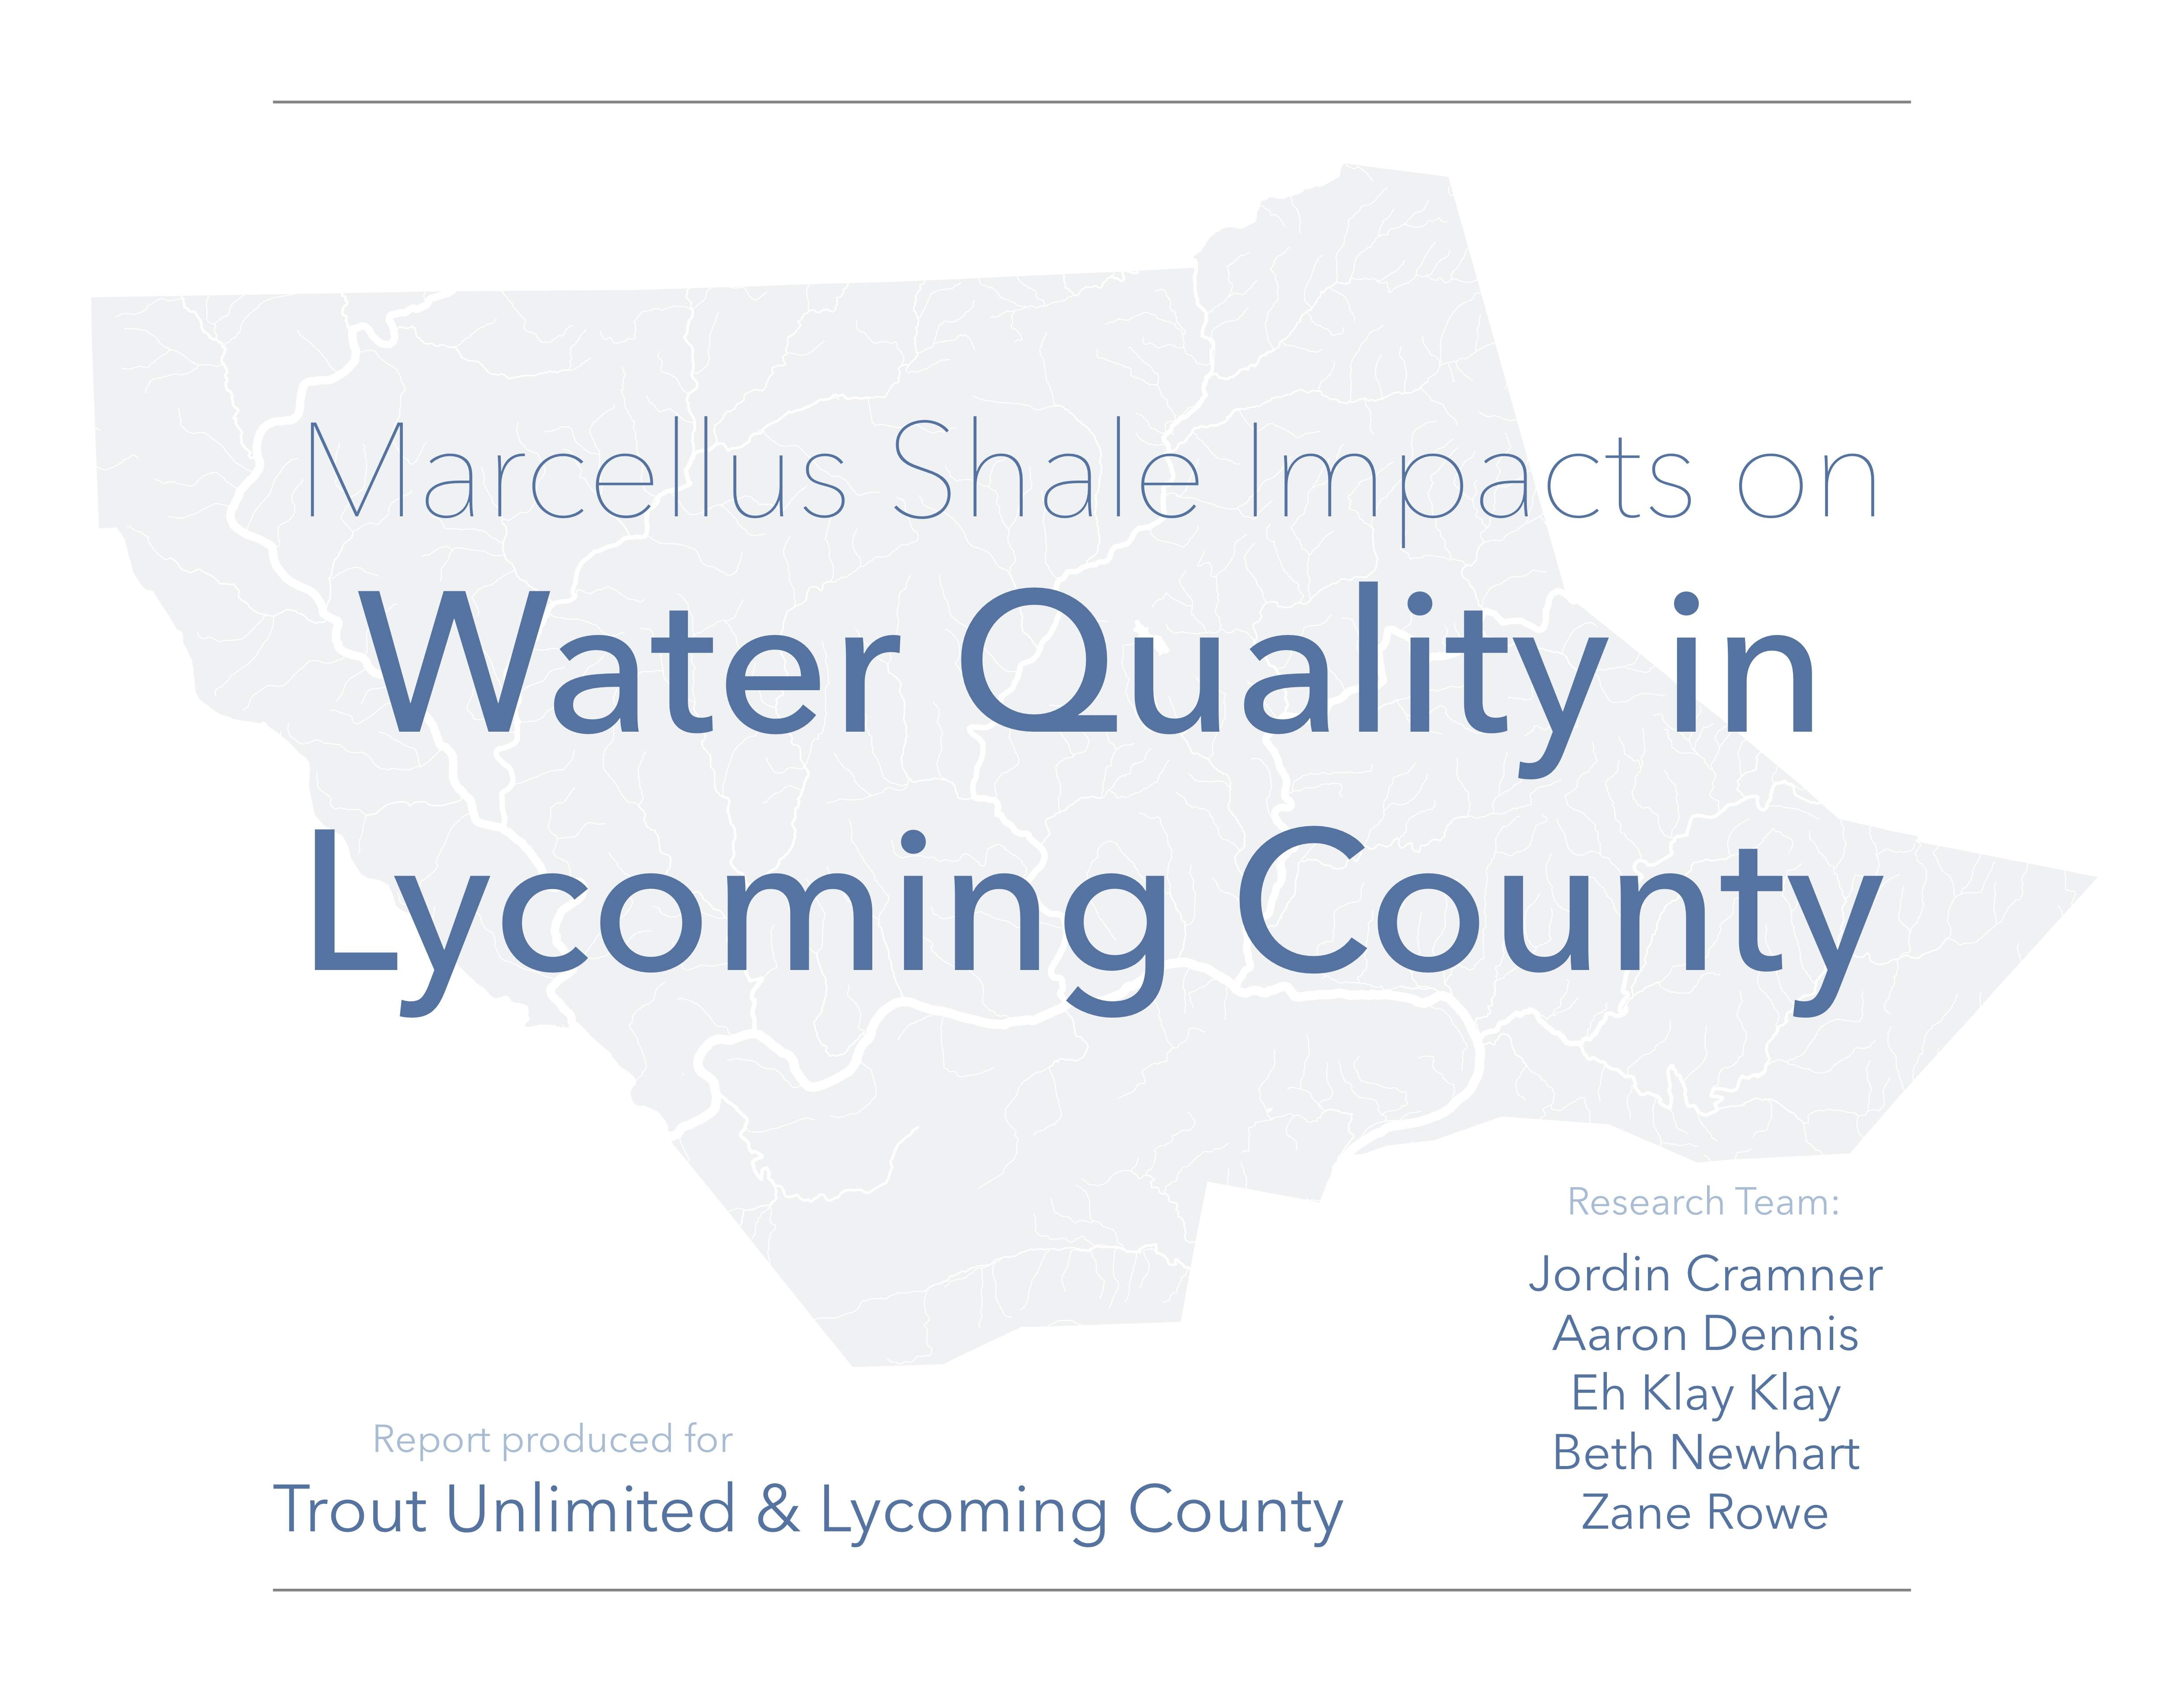 Marcellus Shale Impacts on
Water Quality in
Lycoming County
Research Team:
Jordin Cramner
Aaron Dennis
Eh Klay Klay
Beth Newhart
Zane Rowe
Report produced for
Trout Unlimited & Lycoming County